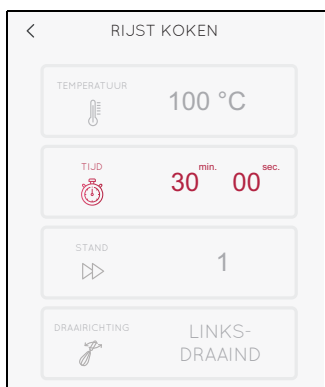 RIJST KOKEN
TEMPERATUUR
100 °C
TIJD
30 min. 00 sec.
STAND
1
DRAAIRICHTING
LINKS-
DRAAIND